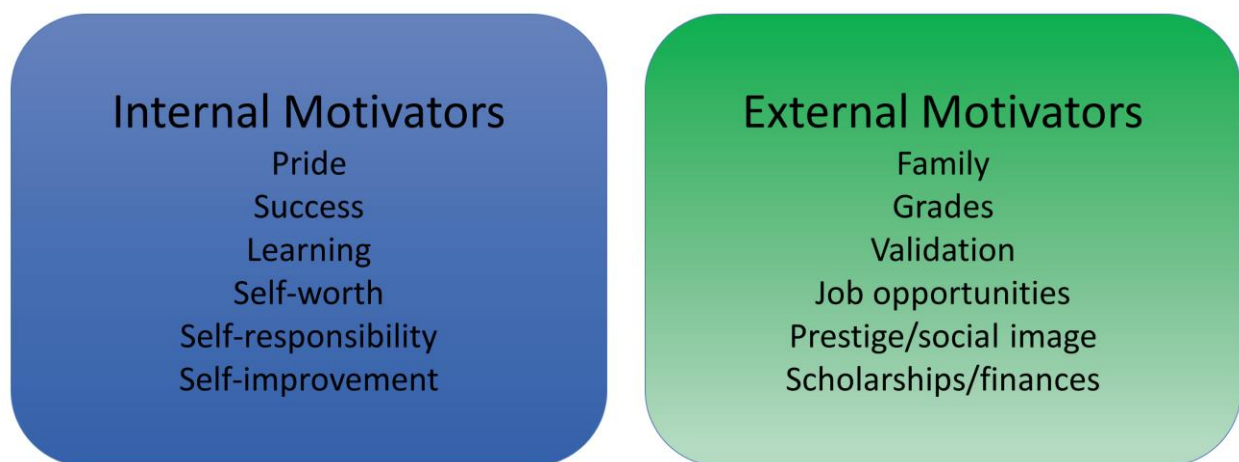 Internal Motivators
Pride
Success
Learning
Self-worth
Self-responsibility
Self-improvement
External Motivators
Family
Grades
Validation
Job opportunities
Prestige/social image
Scholarships/finances